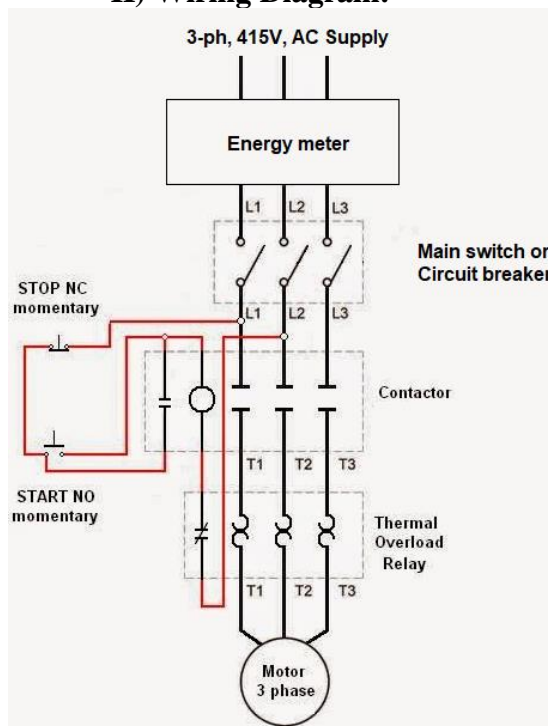 II) Wiring Diagram:
3-ph, 415V, AC Supply
Energy meter
L1 L2 L3
Main switch or
Circuit breaker
STOP NC
momentary
L1 L2 L3
Contactor
START NO
momentary
T1 T2 T3
Thermal
Overload
Relay
T1 T2 T3
Motor
3 phase